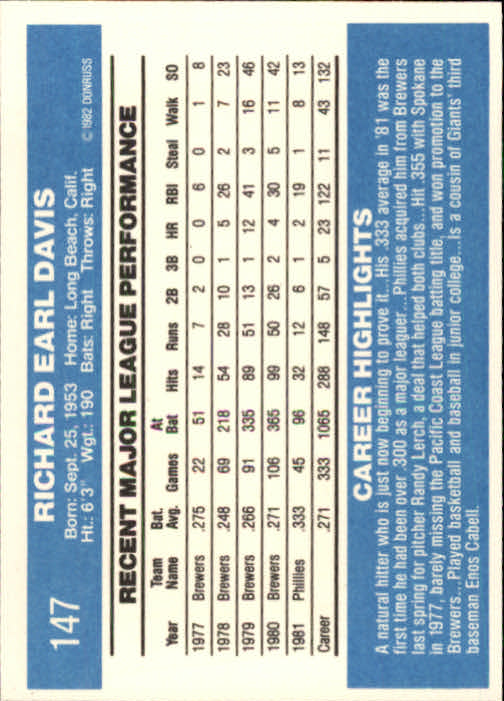 147
RICHARD EARL DAVIS
Born: Sept. 25, 1953 Home: Long Beach, Calif.
Ht.: 6'3" Wgt.: 190 Bats: Right Throws: Right
© 1982 DONRUSS
RECENT MAJOR LEAGUE PERFORMANCE
Year Team Name Bat. Avg. Games At Bat Hits Runs 2B 3B HR RBI Steal Walk SO
1977 Brewers .275 22 51 14 7 2 0 0 6 0 1 8
1978 Brewers .248 69 218 54 28 10 1 5 26 2 7 23
1979 Brewers .266 91 335 89 51 13 1 12 41 3 16 46
1980 Brewers .271 106 365 99 50 26 2 4 30 5 11 42
1981 Phillies .333 45 96 32 12 6 1 2 19 1 8 13
Career .271 333 1065 288 148 57 5 23 122 11 43 132
CAREER HIGHLIGHTS
A natural hitter who is just now beginning to prove it...His .333 average in '81 was the
first time he had been over .300 as a major leaguer...Phillies acquired him from Brewers
last spring for pitcher Randy Lerch, a deal that helped both clubs...Hit .355 with Spokane
in 1977, barely missing the Pacific Coast League batting title, and won promotion to the
Brewers...Played basketball and baseball in junior college...Is a cousin of Giants' third
baseman Enos Cabell.